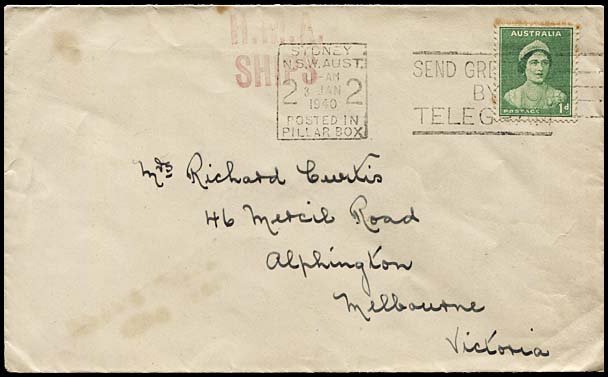 H.M.A.
SHIPS
SYDNEY
N.S.W. AUST.
-AM
2 3 JAN 2
1940
POSTED IN
PILLAR BOX
SEND GRE
BY
TELEG
AUSTRALIA
POSTAGE 1d
Mrs Richard Curtis
46 Mercil Road
Alphington
Melbourne
Victoria